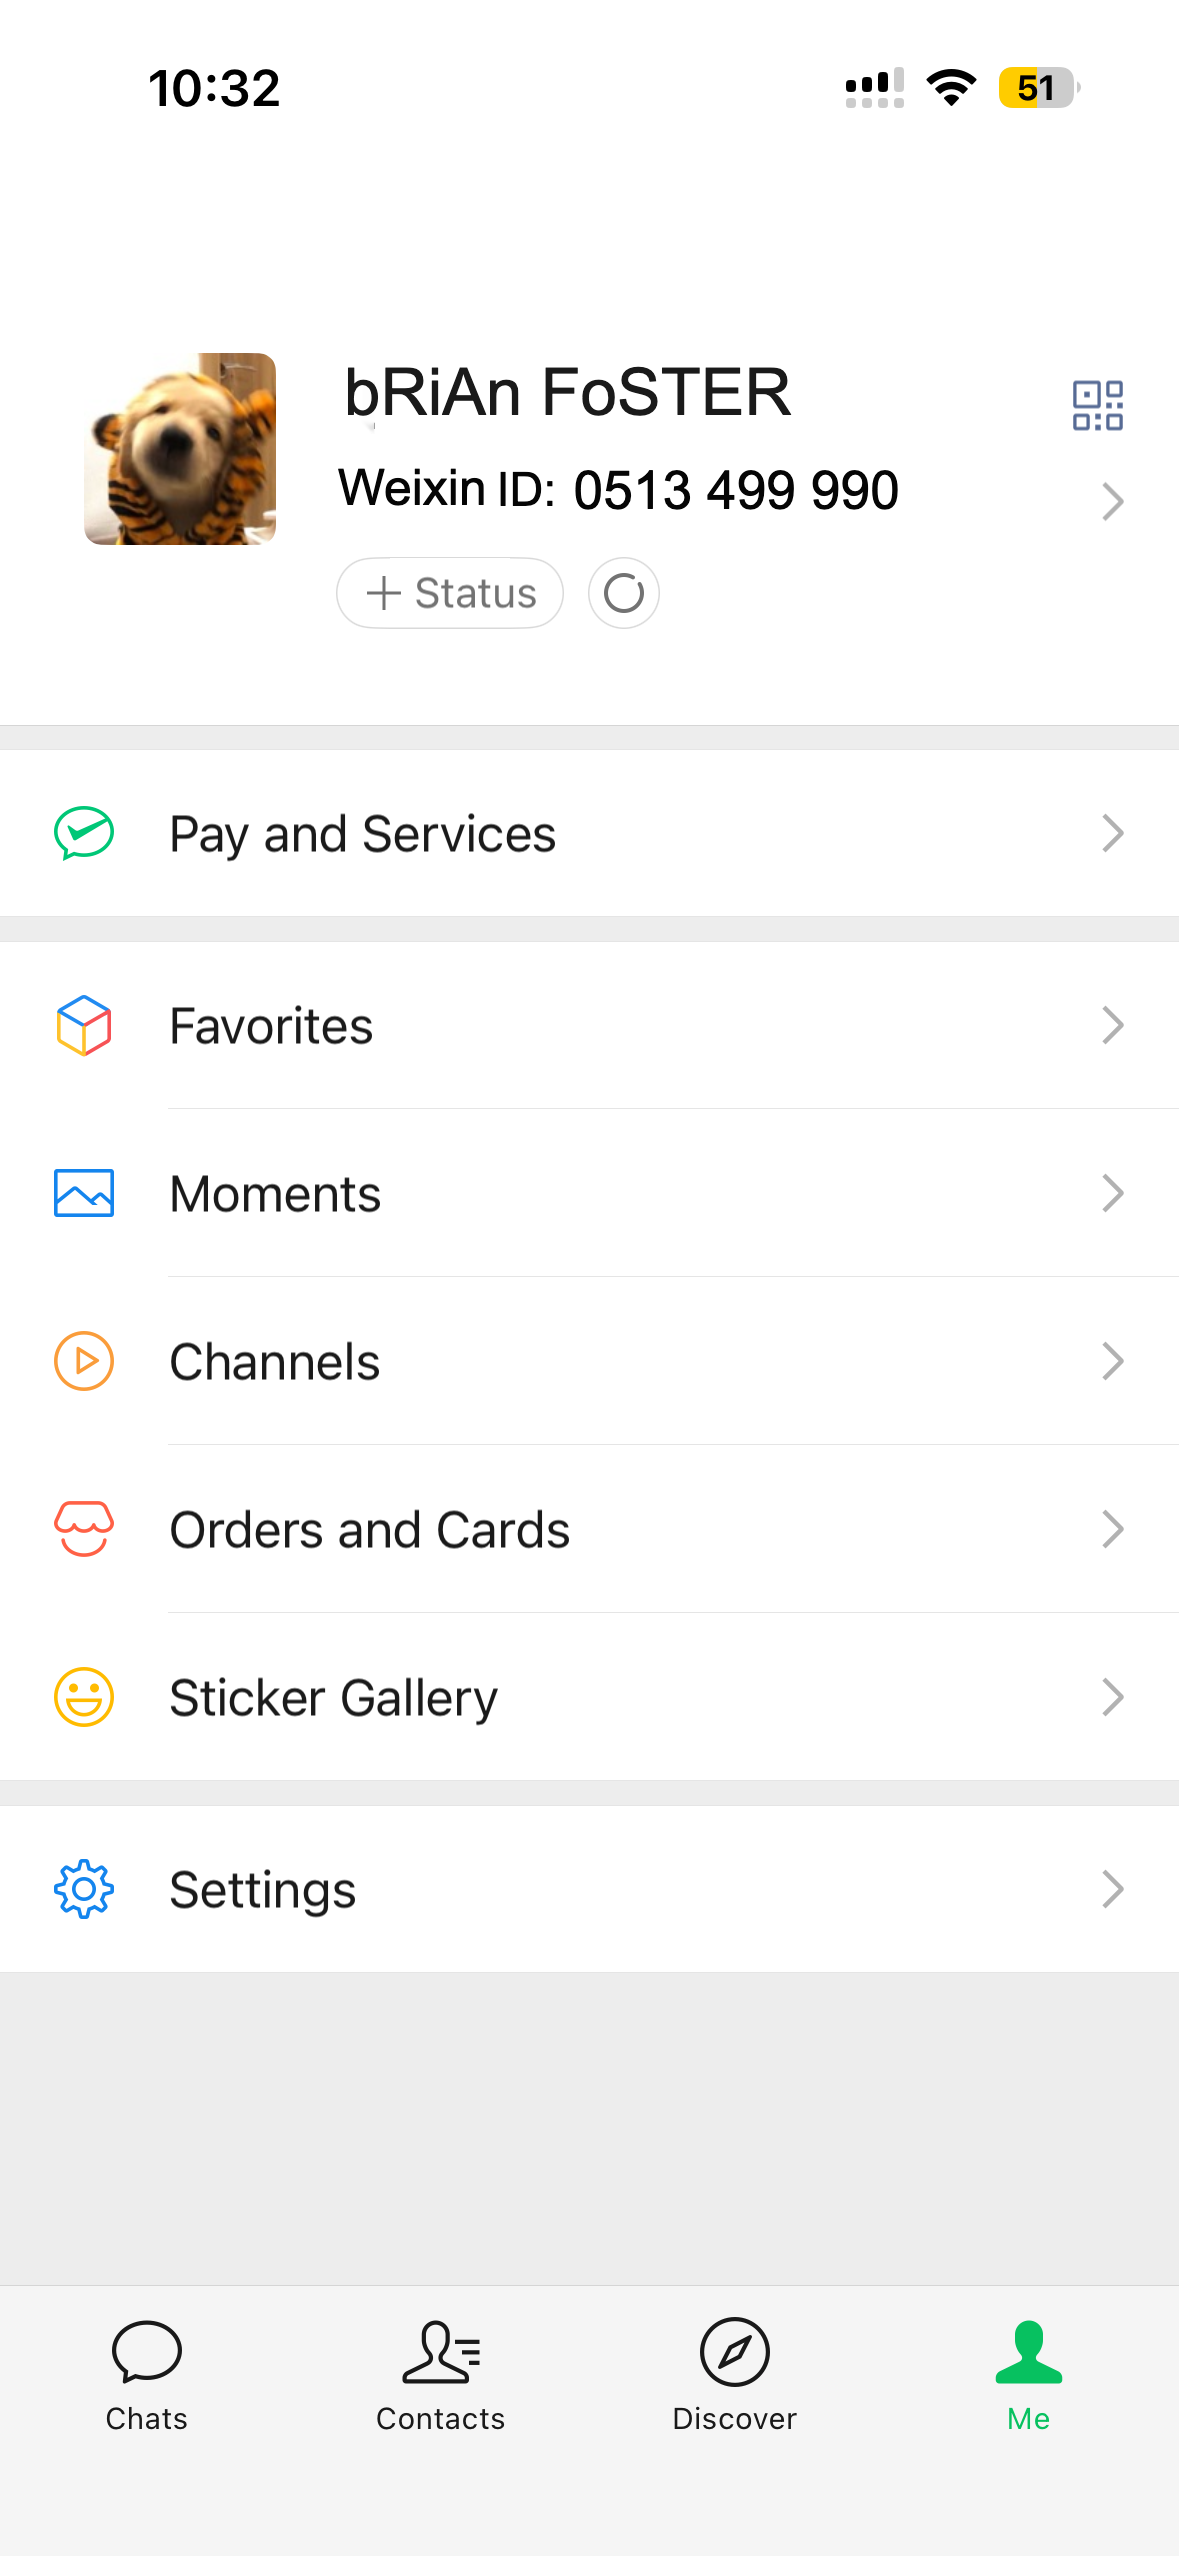 10:32
51
bRiAn FoSTER
Weixin ID: 0513 499 990
+ Status
Pay and Services
Favorites
Moments
Channels
Orders and Cards
Sticker Gallery
Settings
Chats
Contacts
Discover
Me